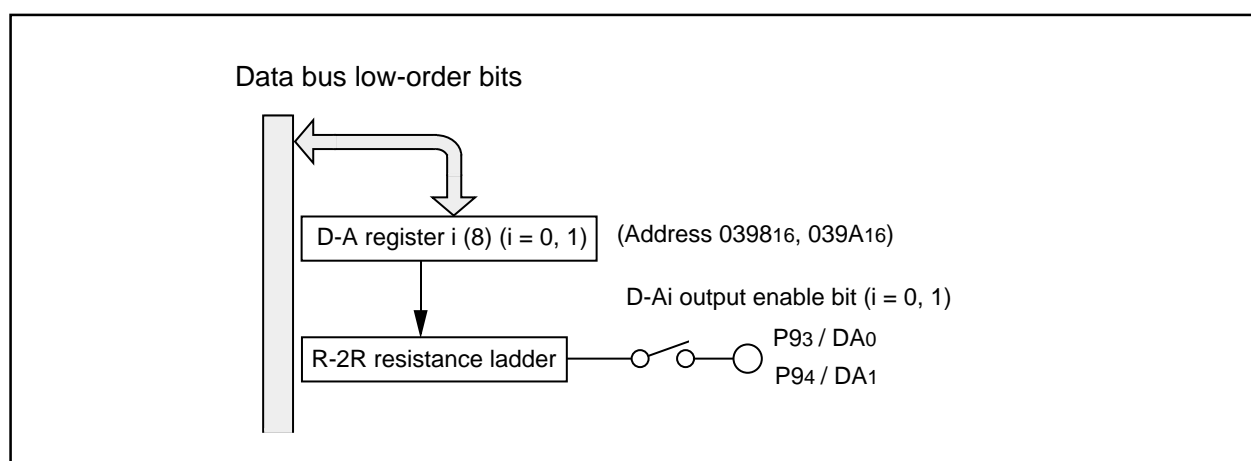 Data bus low-order bits
D-A register i (8) (i = 0, 1)
(Address 039816, 039A16)
D-Ai output enable bit (i = 0, 1)
R-2R resistance ladder
P93 / DA0
P94 / DA1